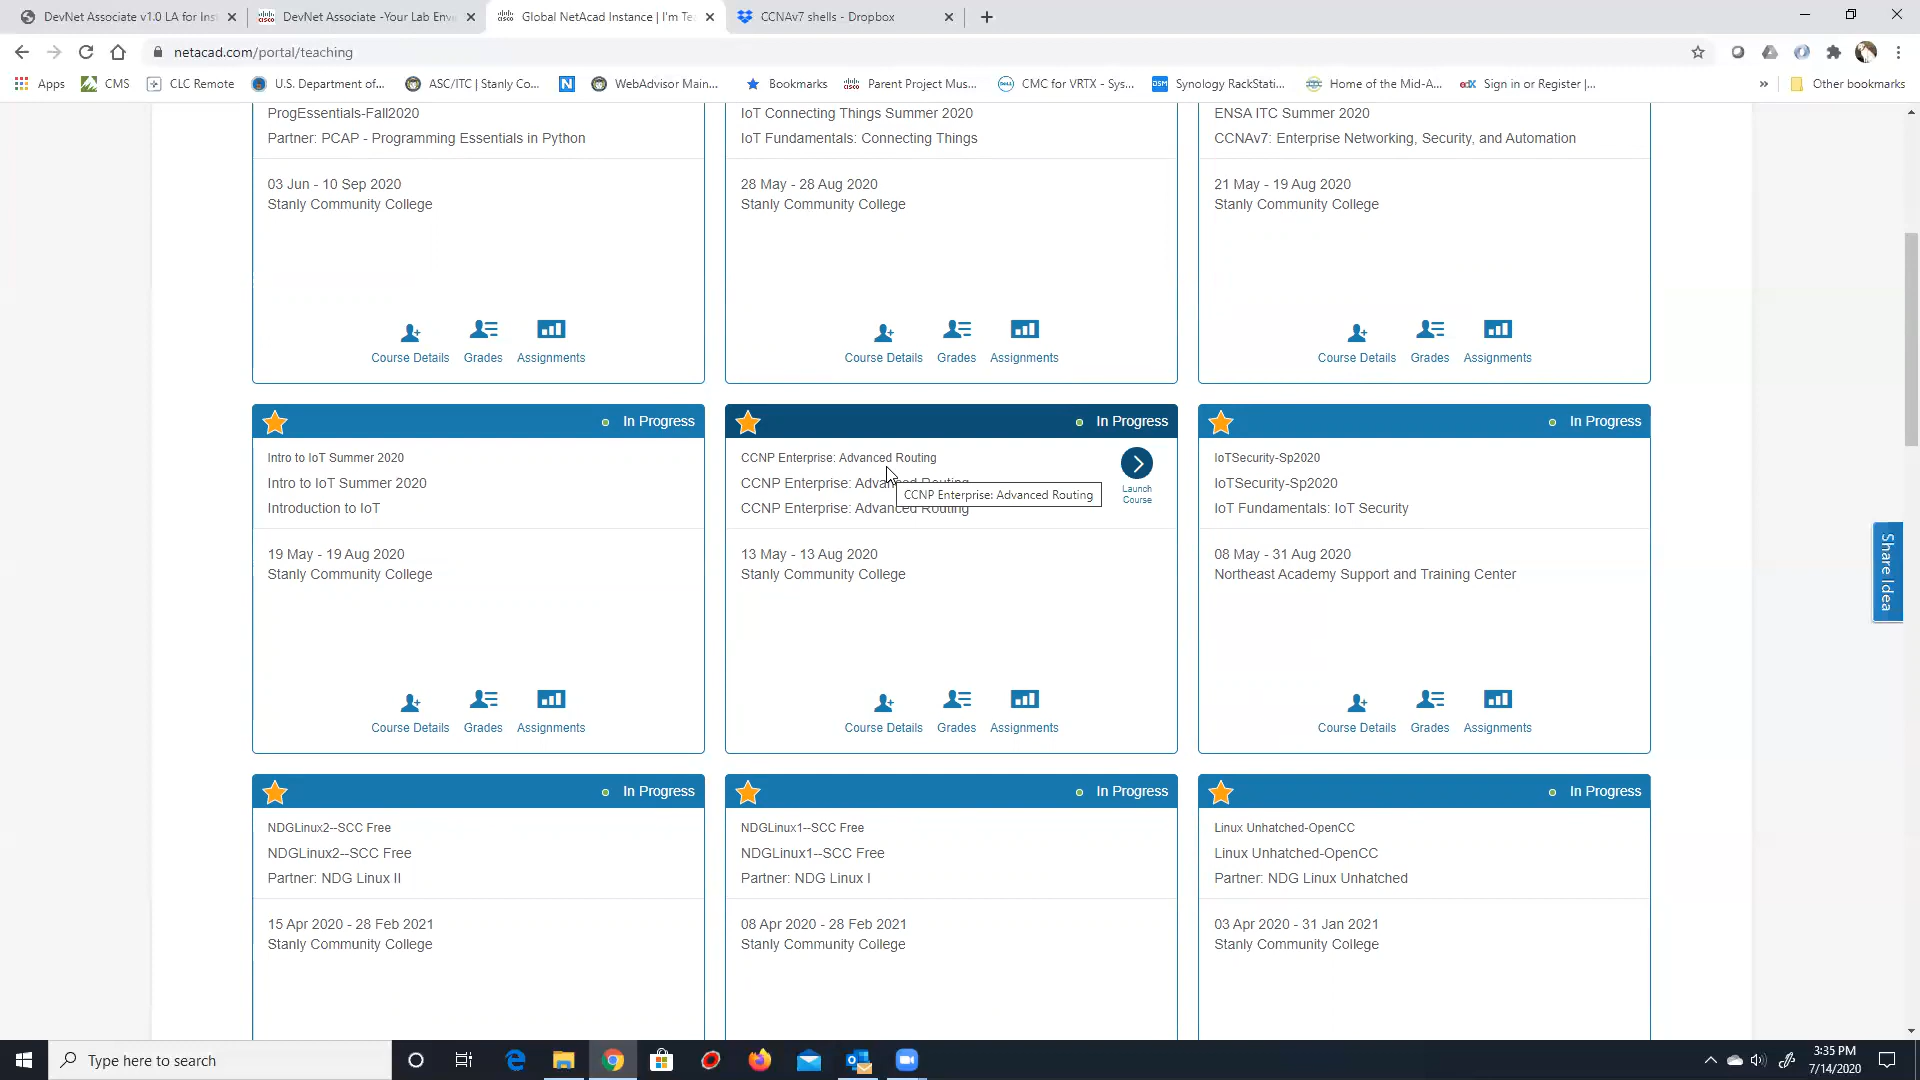 DevNet Associate v1.0 LA for Ins
DevNet Associate -Your Lab Env
Global NetAcad Instance | I'm Te
CCNAv7 shells - Dropbox
netacad.com/portal/teaching
Apps
CMS
CLC Remote
U.S. Department of...
ASC/ITC | Stanly Co...
WebAdvisor Main...
Bookmarks
Parent Project Mus...
CMC for VRTX - Sys...
Synology RackStati...
Home of the Mid-A...
Sign in or Register |...
»
Other bookmarks
ProgEssentials-Fall2020
Partner: PCAP - Programming Essentials in Python
03 Jun - 10 Sep 2020
Stanly Community College
Course Details
Grades
Assignments
IoT Connecting Things Summer 2020
IoT Fundamentals: Connecting Things
28 May - 28 Aug 2020
Stanly Community College
Course Details
Grades
Assignments
ENSA ITC Summer 2020
CCNAv7: Enterprise Networking, Security, and Automation
21 May - 19 Aug 2020
Stanly Community College
Course Details
Grades
Assignments
In Progress
Intro to IoT Summer 2020
Intro to IoT Summer 2020
Introduction to IoT
19 May - 19 Aug 2020
Stanly Community College
Course Details
Grades
Assignments
In Progress
CCNP Enterprise: Advanced Routing
CCNP Enterprise: Advanced Routing
CCNP Enterprise: Advanced Routing
CCNP Enterprise: Advanced Routing
Launch
Course
13 May - 13 Aug 2020
Stanly Community College
Course Details
Grades
Assignments
In Progress
IoTSecurity-Sp2020
IoTSecurity-Sp2020
IoT Fundamentals: IoT Security
08 May - 31 Aug 2020
Northeast Academy Support and Training Center
Course Details
Grades
Assignments
Share Idea
In Progress
NDGLinux2--SCC Free
NDGLinux2--SCC Free
Partner: NDG Linux II
15 Apr 2020 - 28 Feb 2021
Stanly Community College
In Progress
NDGLinux1--SCC Free
NDGLinux1--SCC Free
Partner: NDG Linux I
08 Apr 2020 - 28 Feb 2021
Stanly Community College
In Progress
Linux Unhatched-OpenCC
Linux Unhatched-OpenCC
Partner: NDG Linux Unhatched
03 Apr 2020 - 31 Jan 2021
Stanly Community College
Type here to search
3:35 PM
7/14/2020